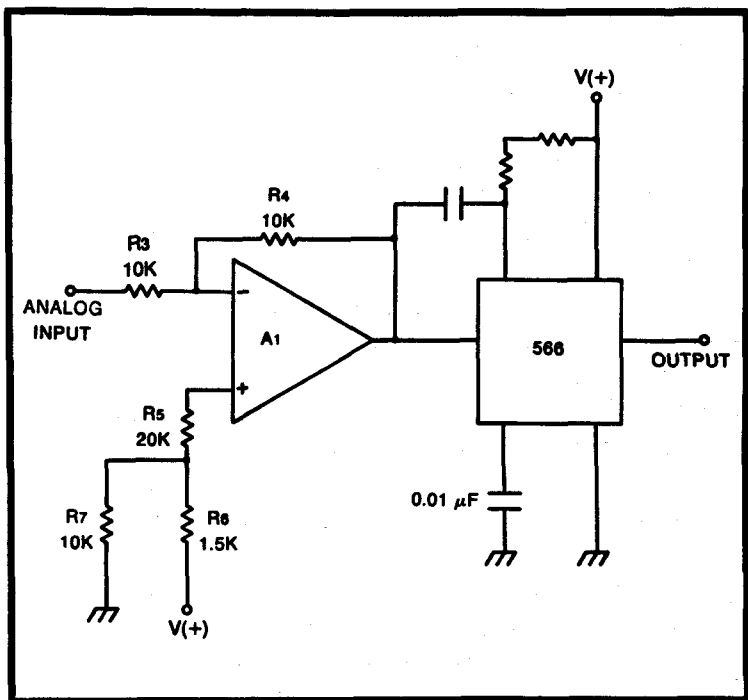 V(+)
R4
10K
R3
10K
ANALOG
INPUT
−
A1
+
566
OUTPUT
R5
20K
0.01 µF
R7
10K
R6
1.5K
V(+)